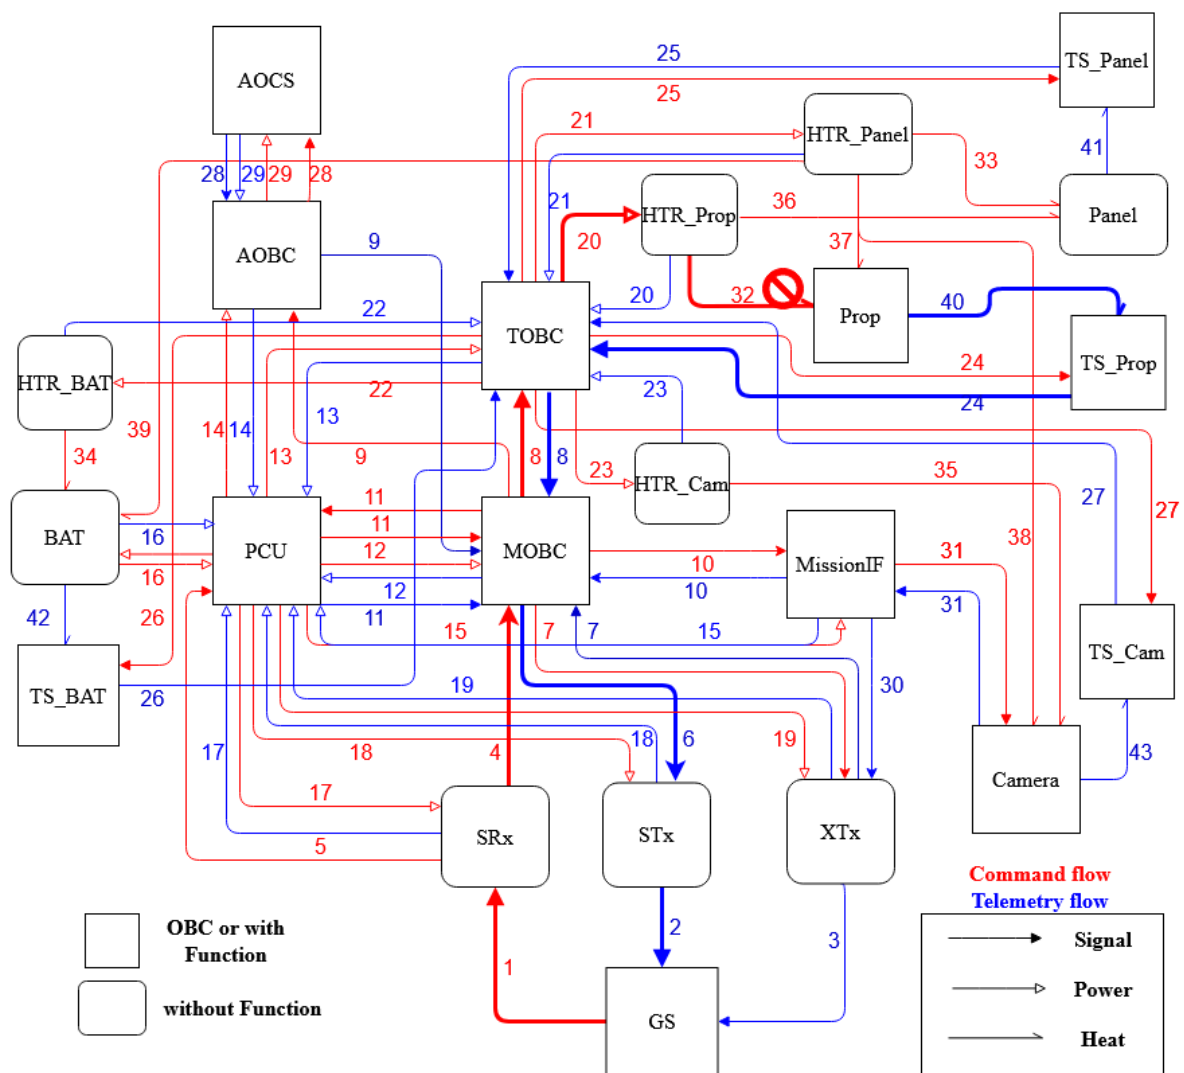 AOCS
25
TS_Panel
25
21
HTR_Panel
28
29
29
28
33
41
21
HTR_Prop
36
Panel
9
AOBC
20
37
22
20
32
Prop
40
TOBC
HTR_BAT
22
24
TS_Prop
23
24
13
39
14
14
13
9
8
8
34
23
HTR_Cam
35
27
27
11
BAT
16
PCU
11
MOBC
38
12
10
MissionIF
31
16
12
10
31
42
26
11
15
7
7
15
TS_Cam
TS_BAT
26
19
30
17
18
4
18
6
19
43
17
Camera
5
SRx
STx
XTx
Command flow
Telemetry flow
OBC or with
Function
2
3
Signal
1
Power
without Function
GS
Heat